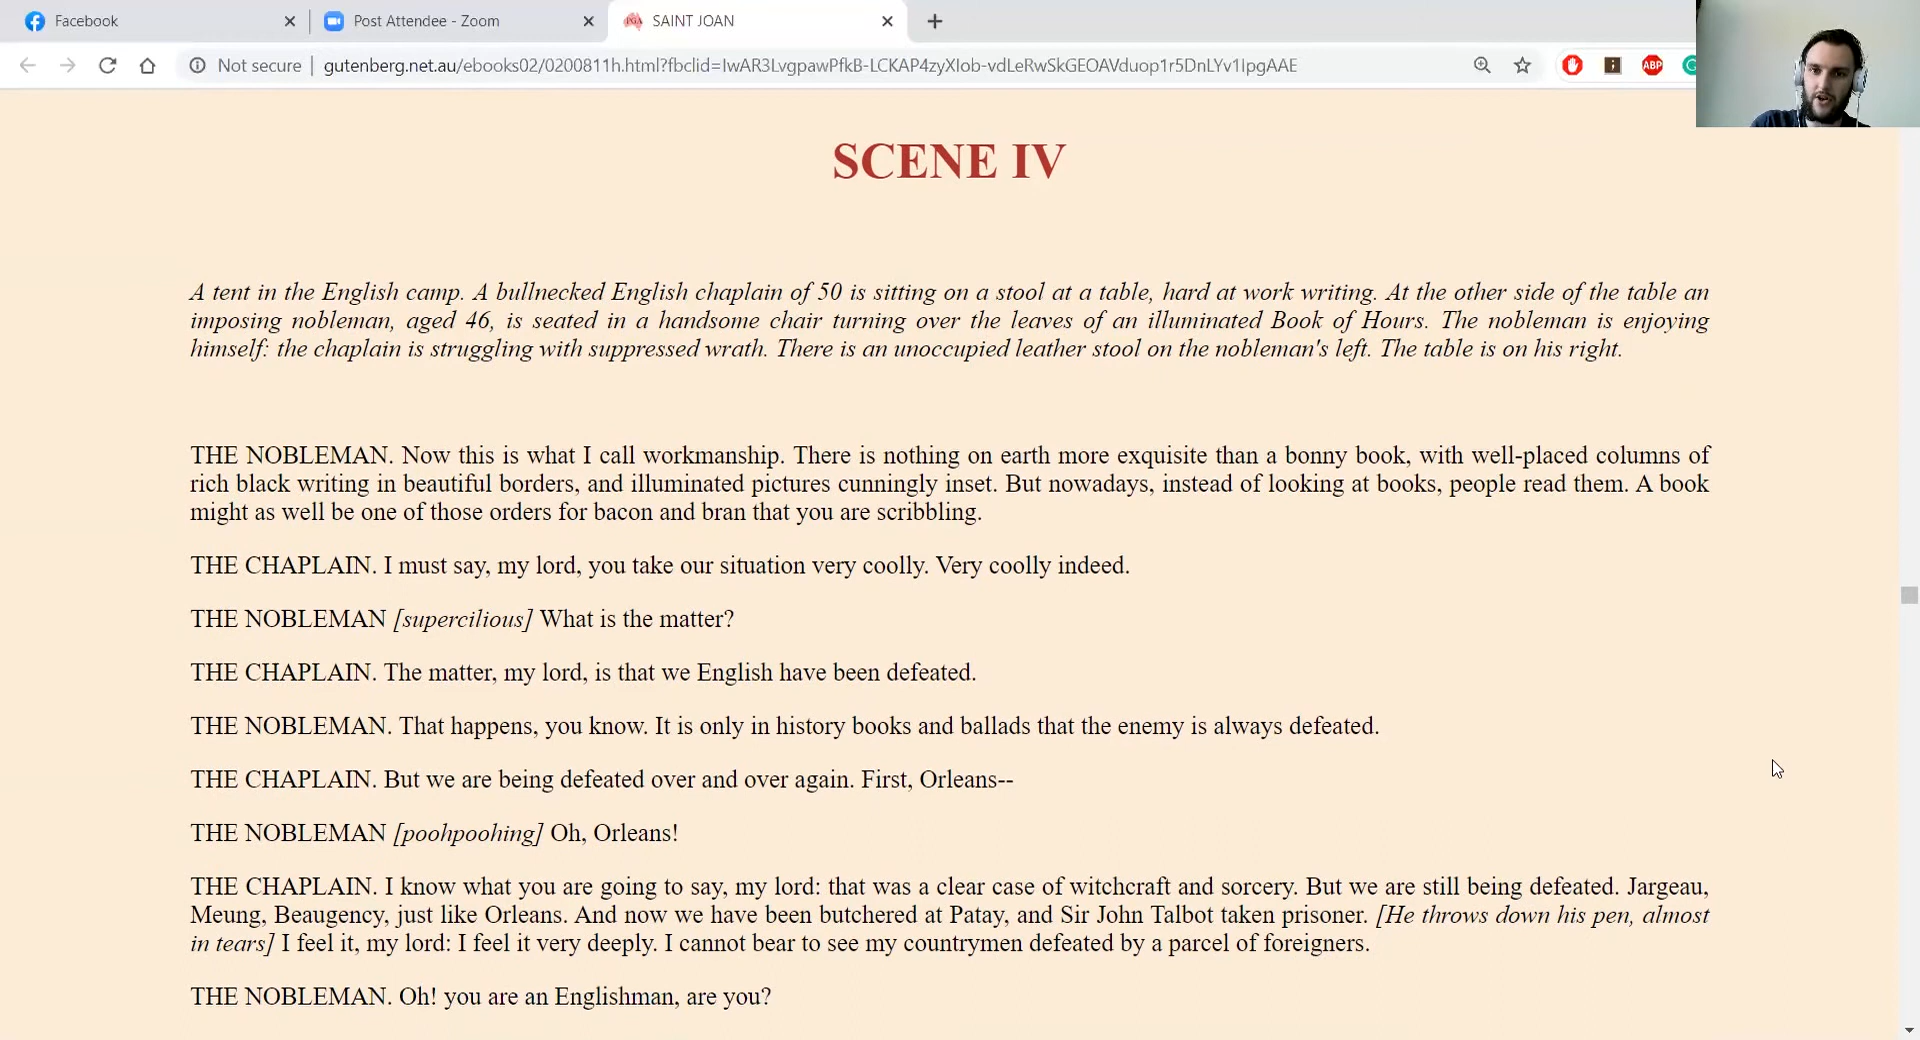 Facebook
Post Attendee - Zoom
SAINT JOAN
Not secure
gutenberg.net.au/ebooks02/0200811h.html?fbclid=IwAR3LvgpawPfkB-LCKAP4zyXIob-vdLeRwSkGEOAVduop1r5DnLYv1IpgAAE
ABP
SCENE IV
A tent in the English camp. A bullnecked English chaplain of 50 is sitting on a stool at a table, hard at work writing. At the other side of the table an
imposing nobleman, aged 46, is seated in a handsome chair turning over the leaves of an illuminated Book of Hours. The nobleman is enjoying
himself: the chaplain is struggling with suppressed wrath. There is an unoccupied leather stool on the nobleman's left. The table is on his right.
THE NOBLEMAN. Now this is what I call workmanship. There is nothing on earth more exquisite than a bonny book, with well-placed columns of
rich black writing in beautiful borders, and illuminated pictures cunningly inset. But nowadays, instead of looking at books, people read them. A book
might as well be one of those orders for bacon and bran that you are scribbling.
THE CHAPLAIN. I must say, my lord, you take our situation very coolly. Very coolly indeed.
THE NOBLEMAN [supercilious] What is the matter?
THE CHAPLAIN. The matter, my lord, is that we English have been defeated.
THE NOBLEMAN. That happens, you know. It is only in history books and ballads that the enemy is always defeated.
THE CHAPLAIN. But we are being defeated over and over again. First, Orleans--
THE NOBLEMAN [poohpoohing] Oh, Orleans!
THE CHAPLAIN. I know what you are going to say, my lord: that was a clear case of witchcraft and sorcery. But we are still being defeated. Jargeau,
Meung, Beaugency, just like Orleans. And now we have been butchered at Patay, and Sir John Talbot taken prisoner. [He throws down his pen, almost
in tears] I feel it, my lord: I feel it very deeply. I cannot bear to see my countrymen defeated by a parcel of foreigners.
THE NOBLEMAN. Oh! you are an Englishman, are you?